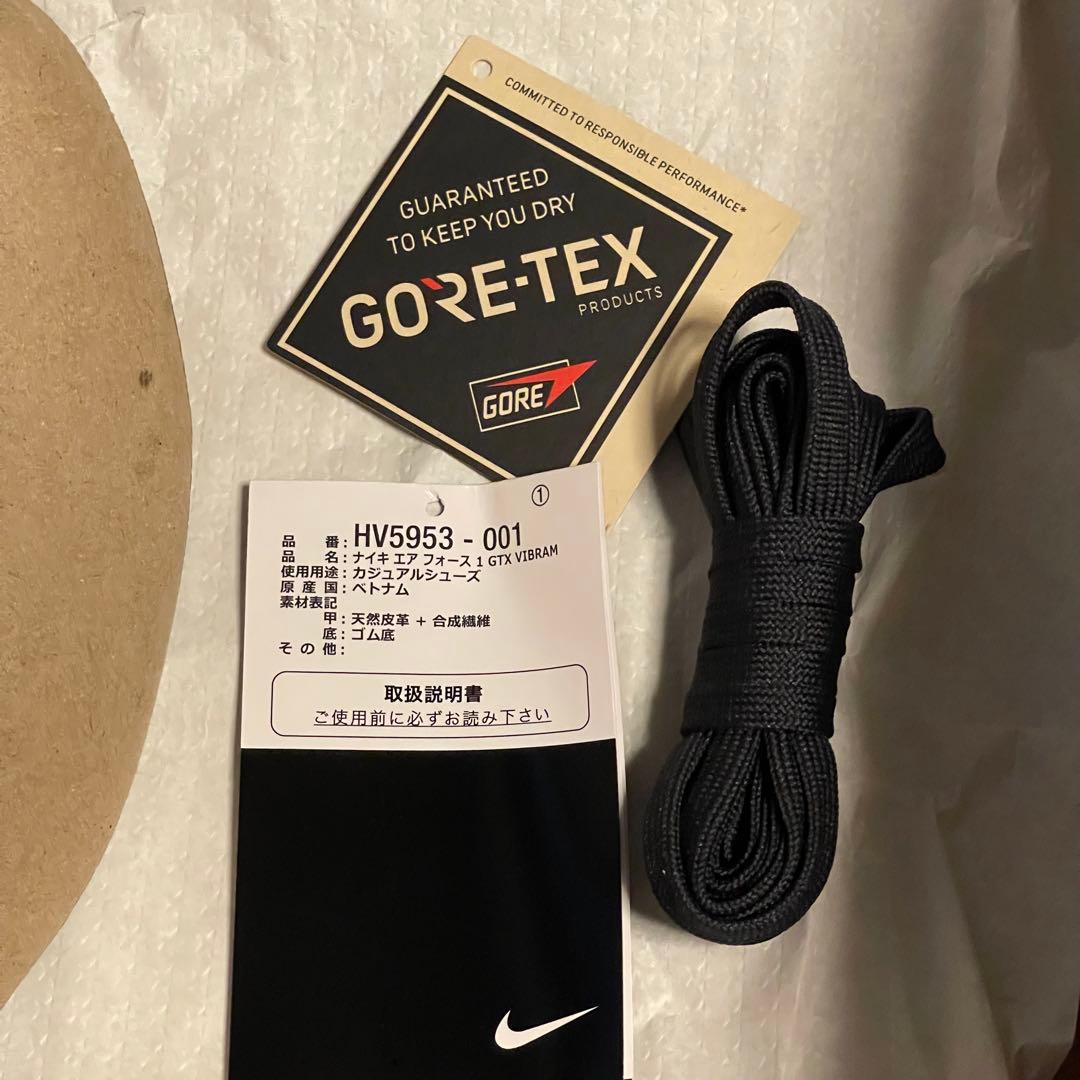 COMMITTED TO RESPONSIBLE PERFORMANCE*
GUARANTEED
TO KEEP YOU DRY
GORE-TEX
PRODUCTS
GORE
①
品 番 : HV5953 - 001
品 名 : ナイキ エア フォース 1 GTX VIBRAM
使用用途 : カジュアルシューズ
原 産 国 : ベトナム
素材表記
甲 : 天然皮革 + 合成繊維
底 : ゴム底
そ の 他 :
取扱説明書
ご使用前に必ずお読み下さい